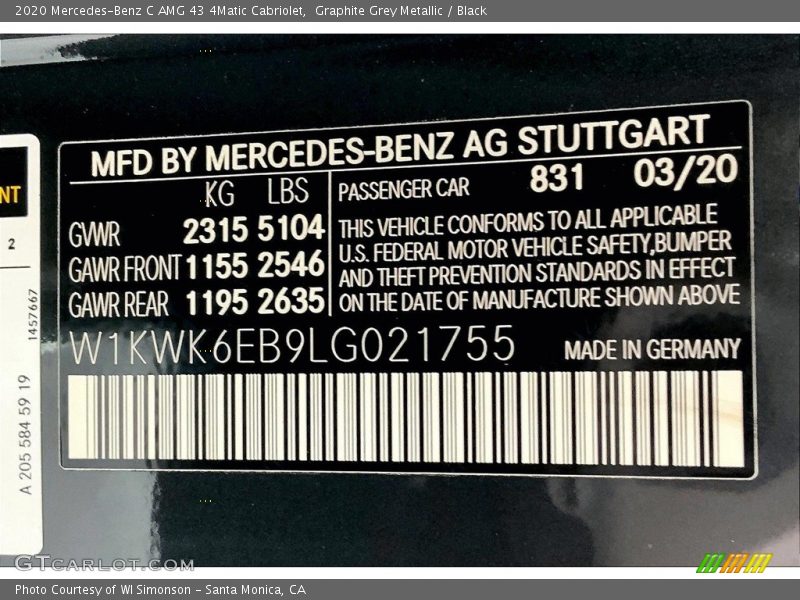 2020 Mercedes-Benz C AMG 43 4Matic Cabriolet, Graphite Grey Metallic / Black
MFD BY MERCEDES-BENZ AG STUTTGART
KG LBS
GVWR 2315 5104
GAWR FRONT 1155 2546
GAWR REAR 1195 2635
PASSENGER CAR 831 03/20
THIS VEHICLE CONFORMS TO ALL APPLICABLE
U.S. FEDERAL MOTOR VEHICLE SAFETY,BUMPER
AND THEFT PREVENTION STANDARDS IN EFFECT
ON THE DATE OF MANUFACTURE SHOWN ABOVE
W1KWK6EB9LG021755
MADE IN GERMANY
NT
2
1457667
A 205 584 59 19
GTCARLOT.COM
Photo Courtesy of WI Simonson - Santa Monica, CA